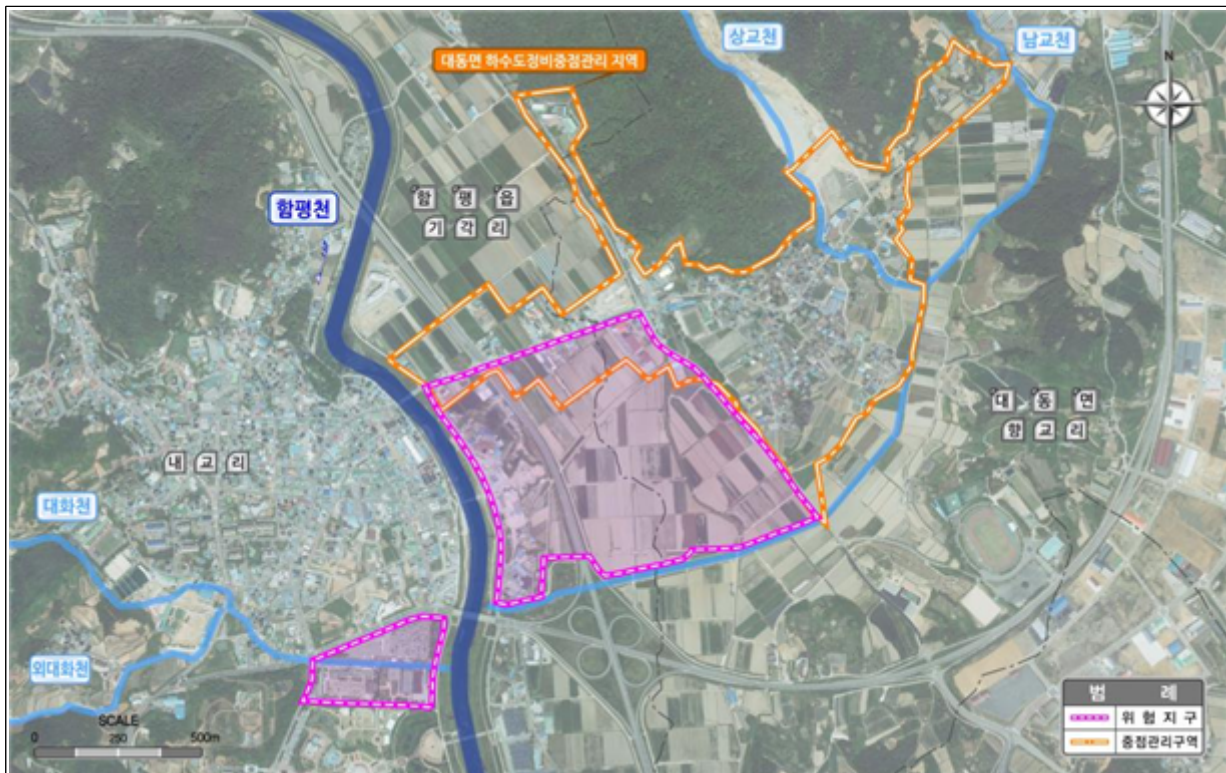 상교천
남교천
대동면 하수도정비중점관리 지역
N
함평천
함 평 읍
기 각 리
대 동 면
향 교 리
내 교 리
대화천
외대화천
SCALE
0 250 500m
범 례
위 험 지 구
중점관리구역